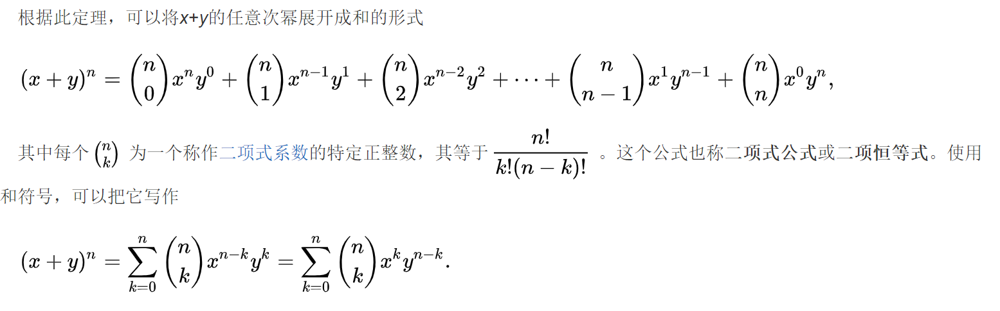 根据此定理，可以将x+y的任意次幂展开成和的形式
(x + y)^n = \binom{n}{0} x^n y^0 + \binom{n}{1} x^{n-1} y^1 + \binom{n}{2} x^{n-2} y^2 + \cdots + \binom{n}{n-1} x^1 y^{n-1} + \binom{n}{n} x^0 y^n,
其中每个 \binom{n}{k} 为一个称作二项式系数的特定正整数，其等于 \frac{n!}{k!(n-k)!} 。这个公式也称二项式公式或二项恒等式。使用
和符号，可以把它写作
(x + y)^n = \sum_{k=0}^{n} \binom{n}{k} x^{n-k} y^k = \sum_{k=0}^{n} \binom{n}{k} x^k y^{n-k}.